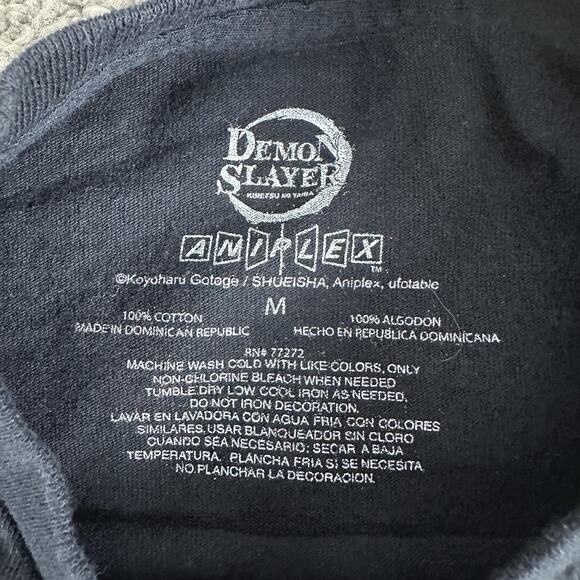 DEMON
SLAYER
KIMETSU NO YAIBA
ANIPLEX
TM
©Koyoharu Gotoge / SHUEISHA, Aniplex, ufotable
M
100% COTTON
MADE IN DOMINICAN REPUBLIC
100% ALGODON
HECHO EN REPUBLICA DOMINICANA
RN# 77272
MACHINE WASH COLD WITH LIKE COLORS, ONLY
NON-CHLORINE BLEACH WHEN NEEDED
TUMBLE DRY LOW COOL IRON AS NEEDED,
DO NOT IRON DECORATION.
LAVAR EN LAVADORA CON AGUA FRIA CON COLORES
SIMILARES. USAR BLANQUEADOR SIN CLORO
CUANDO SEA NECESARIO; SECAR A BAJA
TEMPERATURA. PLANCHA FRIA SI SE NECESITA
NO PLANCHAR LA DECORACION.